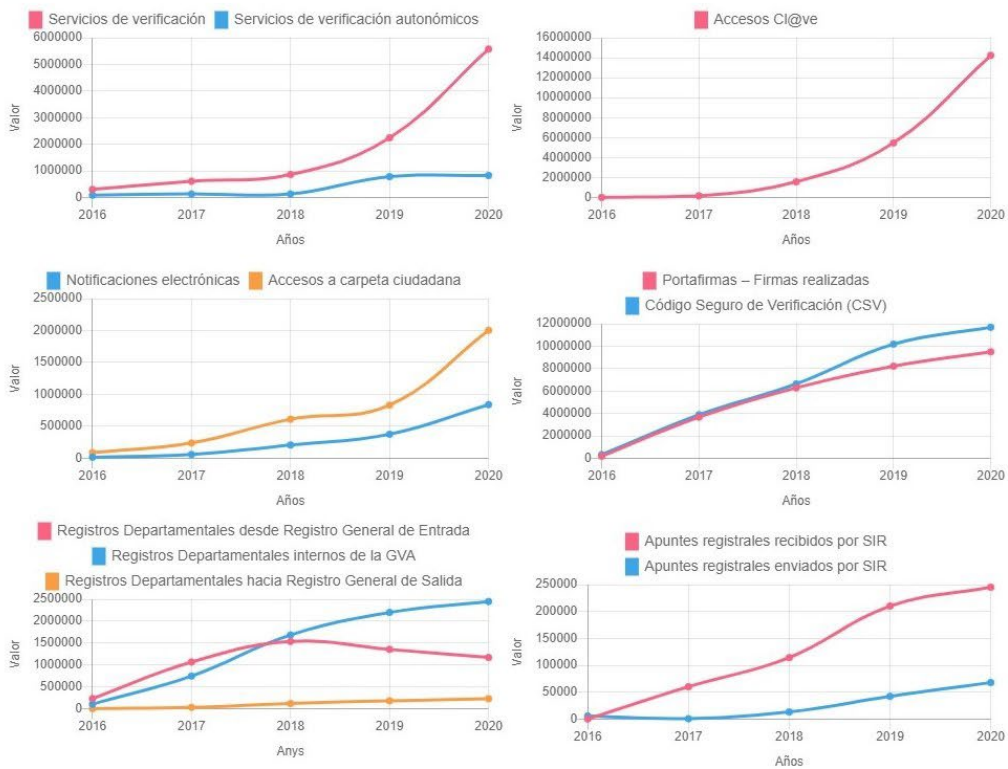 Servicios de verificación Servicios de verificación autonómicos
6000000
5000000
4000000
3000000
2000000
1000000
0
Valor
2016 2017 2018 2019 2020
Años
Accesos Cl@ve
16000000
14000000
12000000
10000000
8000000
6000000
4000000
2000000
0
Valor
2016 2017 2018 2019 2020
Años
Notificaciones electrónicas Accesos a carpeta ciudadana
2500000
2000000
1500000
1000000
500000
0
Valor
2016 2017 2018 2019 2020
Años
Portafirmas – Firmas realizadas
Código Seguro de Verificación (CSV)
12000000
10000000
8000000
6000000
4000000
2000000
0
Valor
2016 2017 2018 2019 2020
Años
Registros Departamentales desde Registro General de Entrada
Registros Departamentales internos de la GVA
Registros Departamentales hacia Registro General de Salida
2500000
2000000
1500000
1000000
500000
0
Valor
2016 2017 2018 2019 2020
Anys
Apuntes registrales recibidos por SIR
Apuntes registrales enviados por SIR
250000
200000
150000
100000
50000
0
Valor
2016 2017 2018 2019 2020
Años